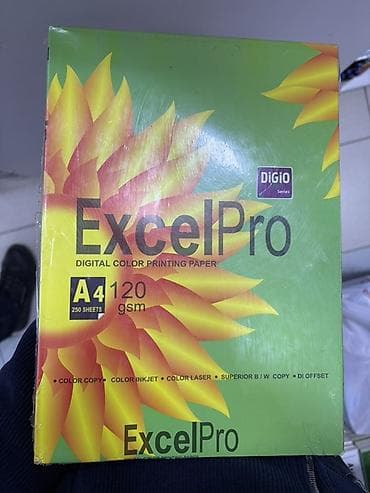 DiGiO
Series
ExcelPro
DIGITAL COLOR PRINTING PAPER
A4 120
250 SHEETS gsm
• COLOR COPY • COLOR INKJET • COLOR LASER • SUPERIOR B / W COPY • DI OFFSET
ExcelPro